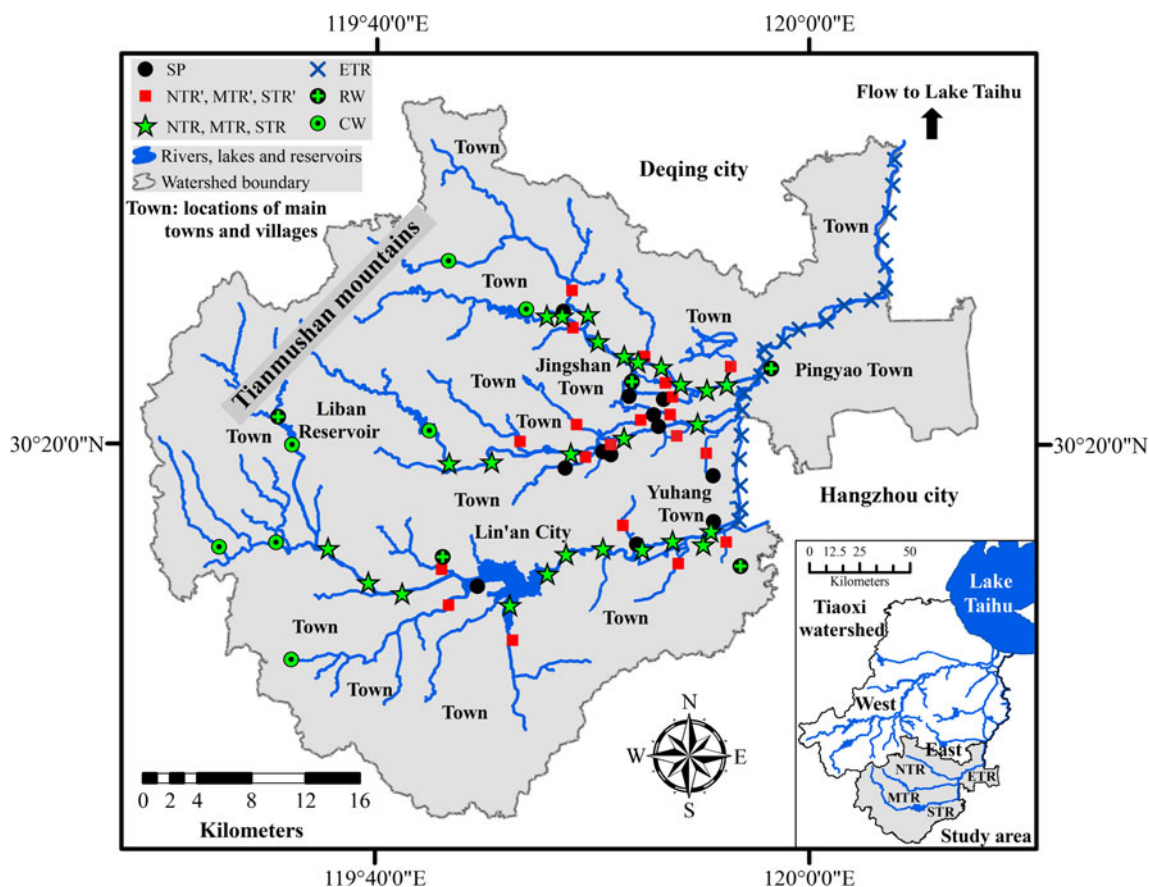 119°40'0"E
120°0'0"E
SP
ETR
NTR', MTR', STR'
RW
NTR, MTR, STR
CW
Rivers, lakes and reservoirs
Watershed boundary
Town: locations of main
towns and villages
Flow to Lake Taihu
Deqing city
Town
Town
Tianmushan mountains
Town
Town
Jingshan
Town
Pingyao Town
Town
Liban
Reservoir
Town
Town
30°20'0"N
30°20'0"N
Town
Yuhang
Town
Hangzhou city
Lin'an City
Town
Town
Town
Town
N
W
E
S
0 2 4 8 12 16
Kilometers
0 12.5 25 50
Kilometers
Lake
Taihu
Tiaoxi
watershed
West
East
NTR
ETR
MTR
STR
Study area
119°40'0"E
120°0'0"E